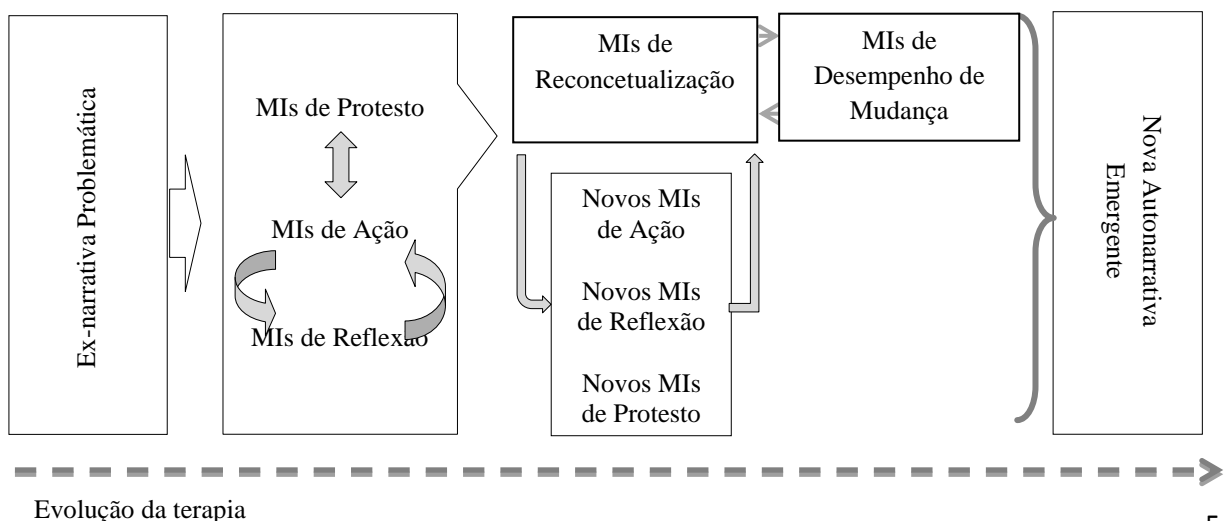 Ex-narrativa Problemática
MIs de Protesto
MIs de Ação
MIs de Reflexão
MIs de
Reconcetualização
MIs de
Desempenho de
Mudança
Novos MIs
de Ação
Novos MIs
de Reflexão
Novos MIs
de Protesto
Nova Autonarrativa
Emergente
Evolução da terapia